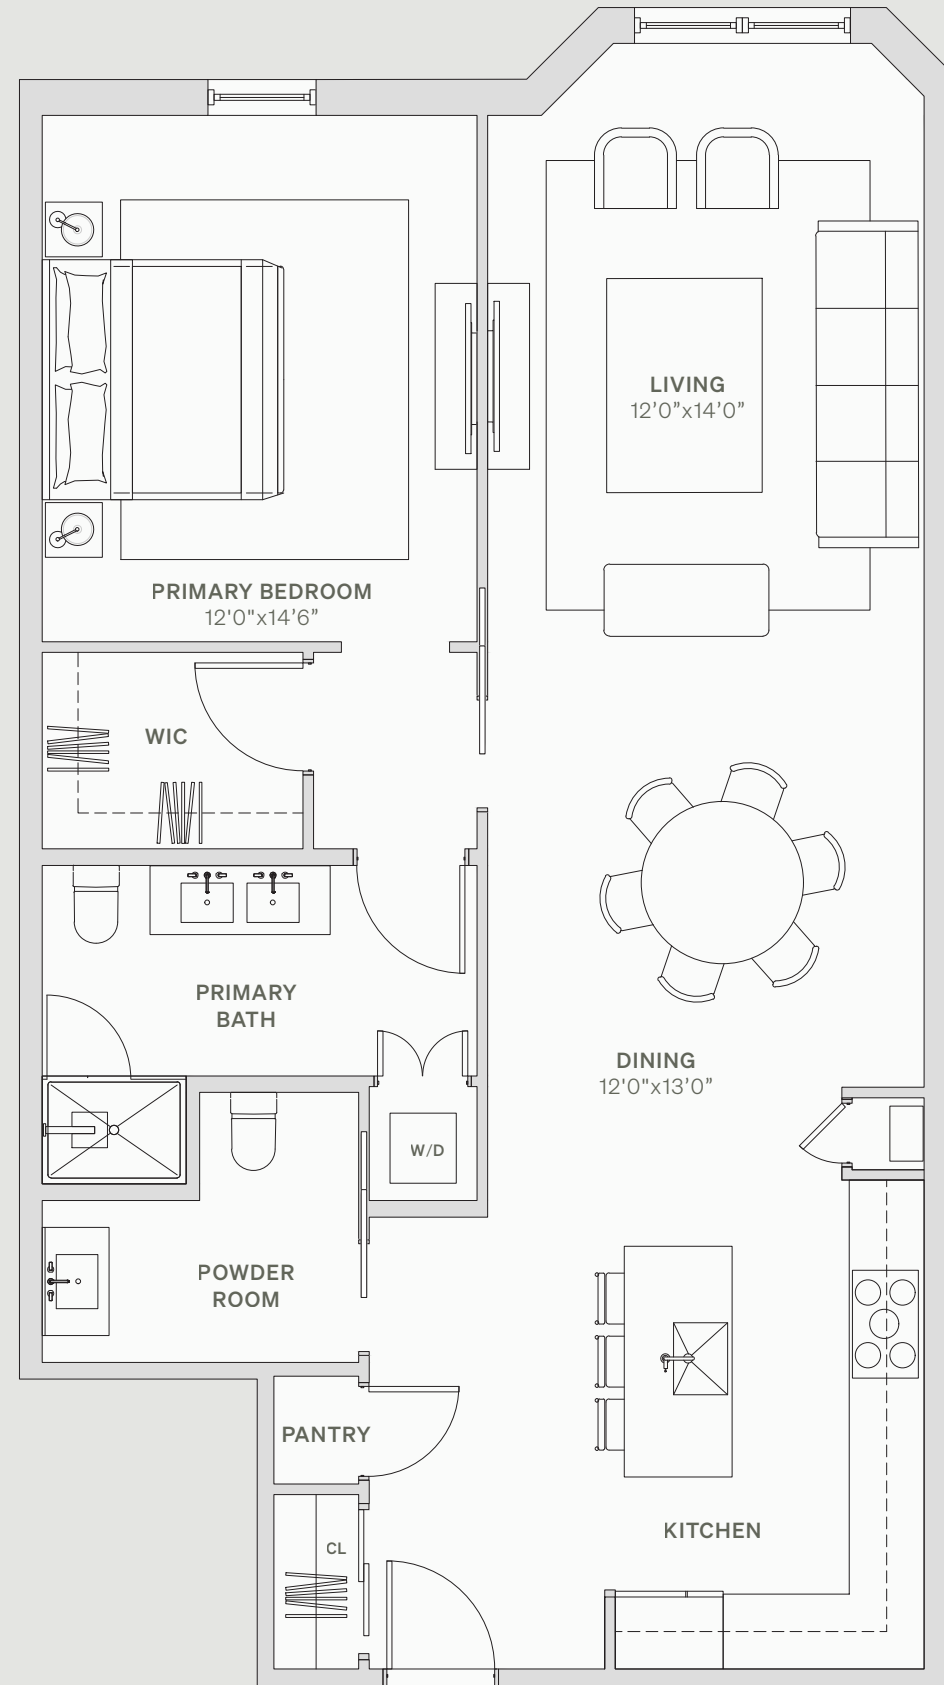 LIVING
12’0”x14’0”
PRIMARY BEDROOM
12'0"x14’6”
WIC
PRIMARY
BATH
DINING
12'0"x13’0”
W/D
POWDER
ROOM
PANTRY
KITCHEN
CL